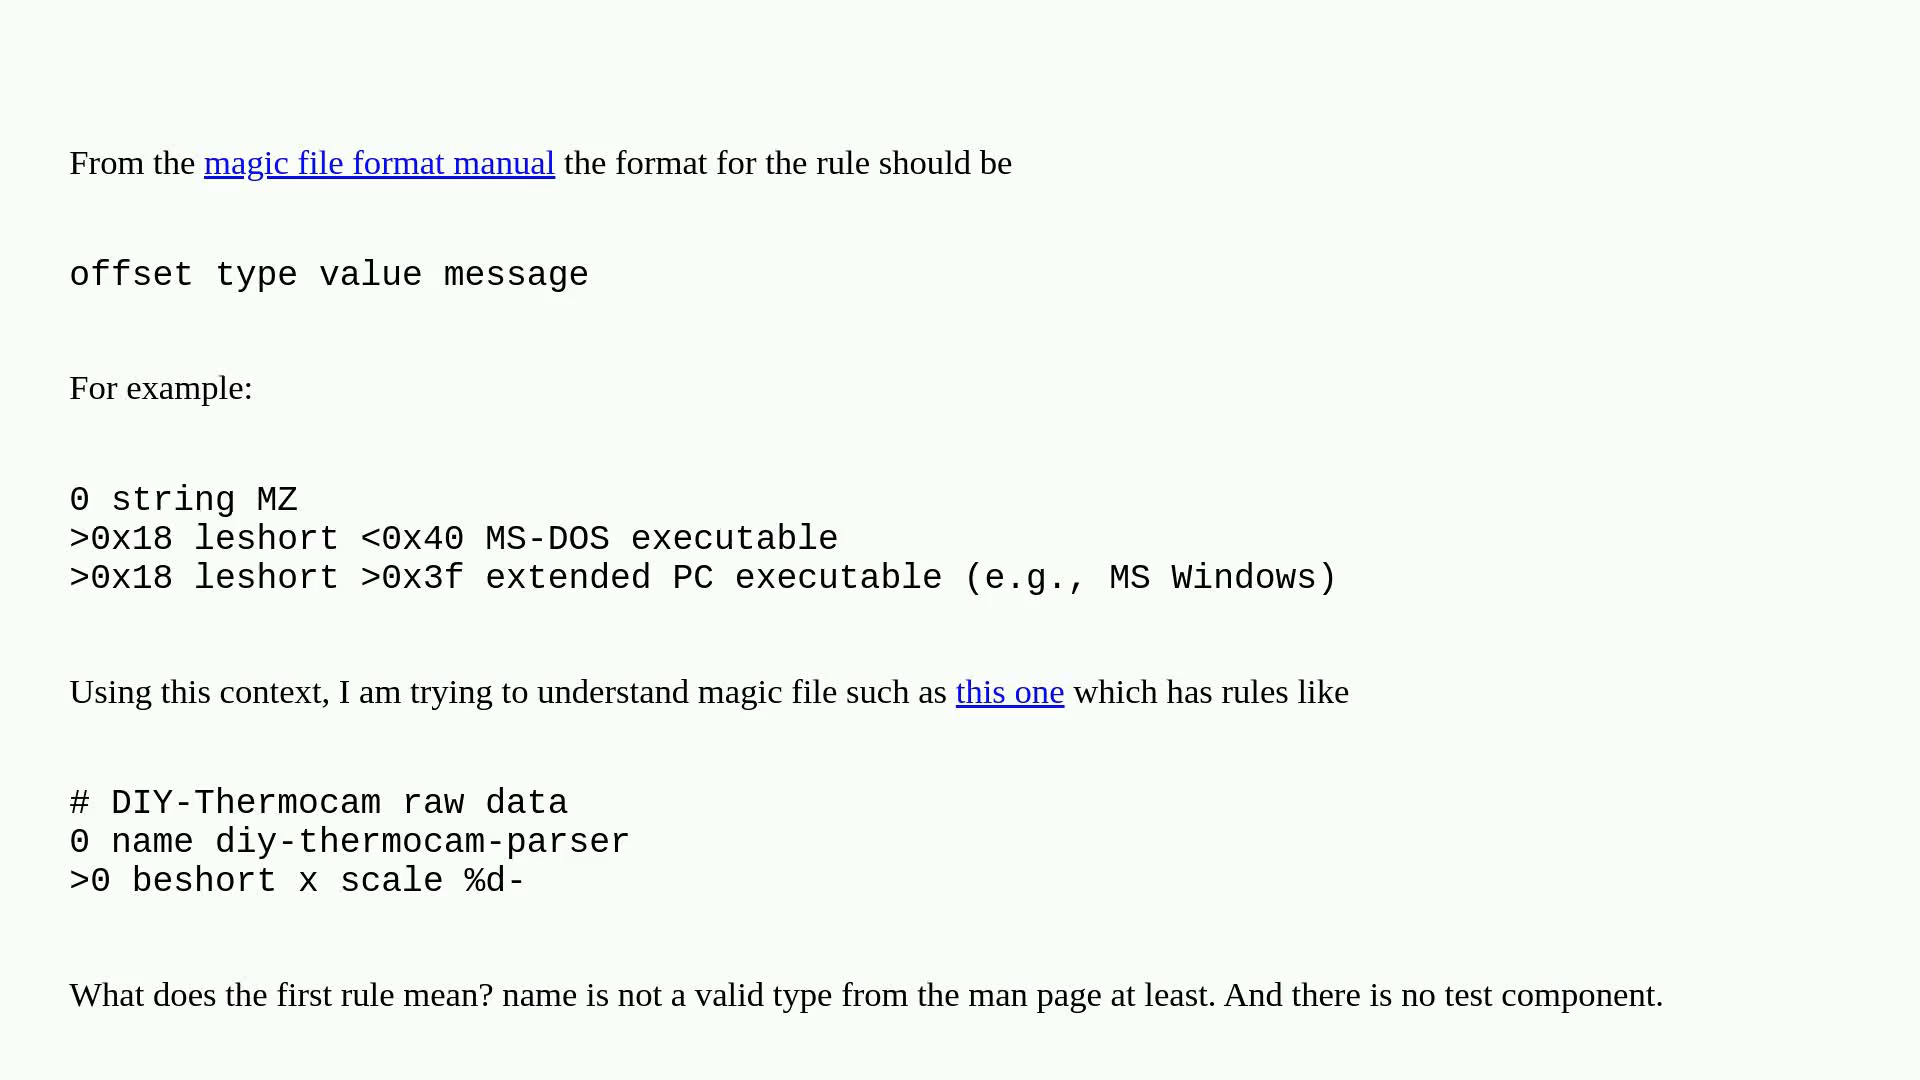 From the magic file format manual the format for the rule should be
offset type value message
For example:
0 string MZ
>0x18 leshort <0x40 MS-DOS executable
>0x18 leshort >0x3f extended PC executable (e.g., MS Windows)
Using this context, I am trying to understand magic file such as this one which has rules like
# DIY-Thermocam raw data
0 name diy-thermocam-parser
>0 beshort x scale %d-
What does the first rule mean? name is not a valid type from the man page at least. And there is no test component.